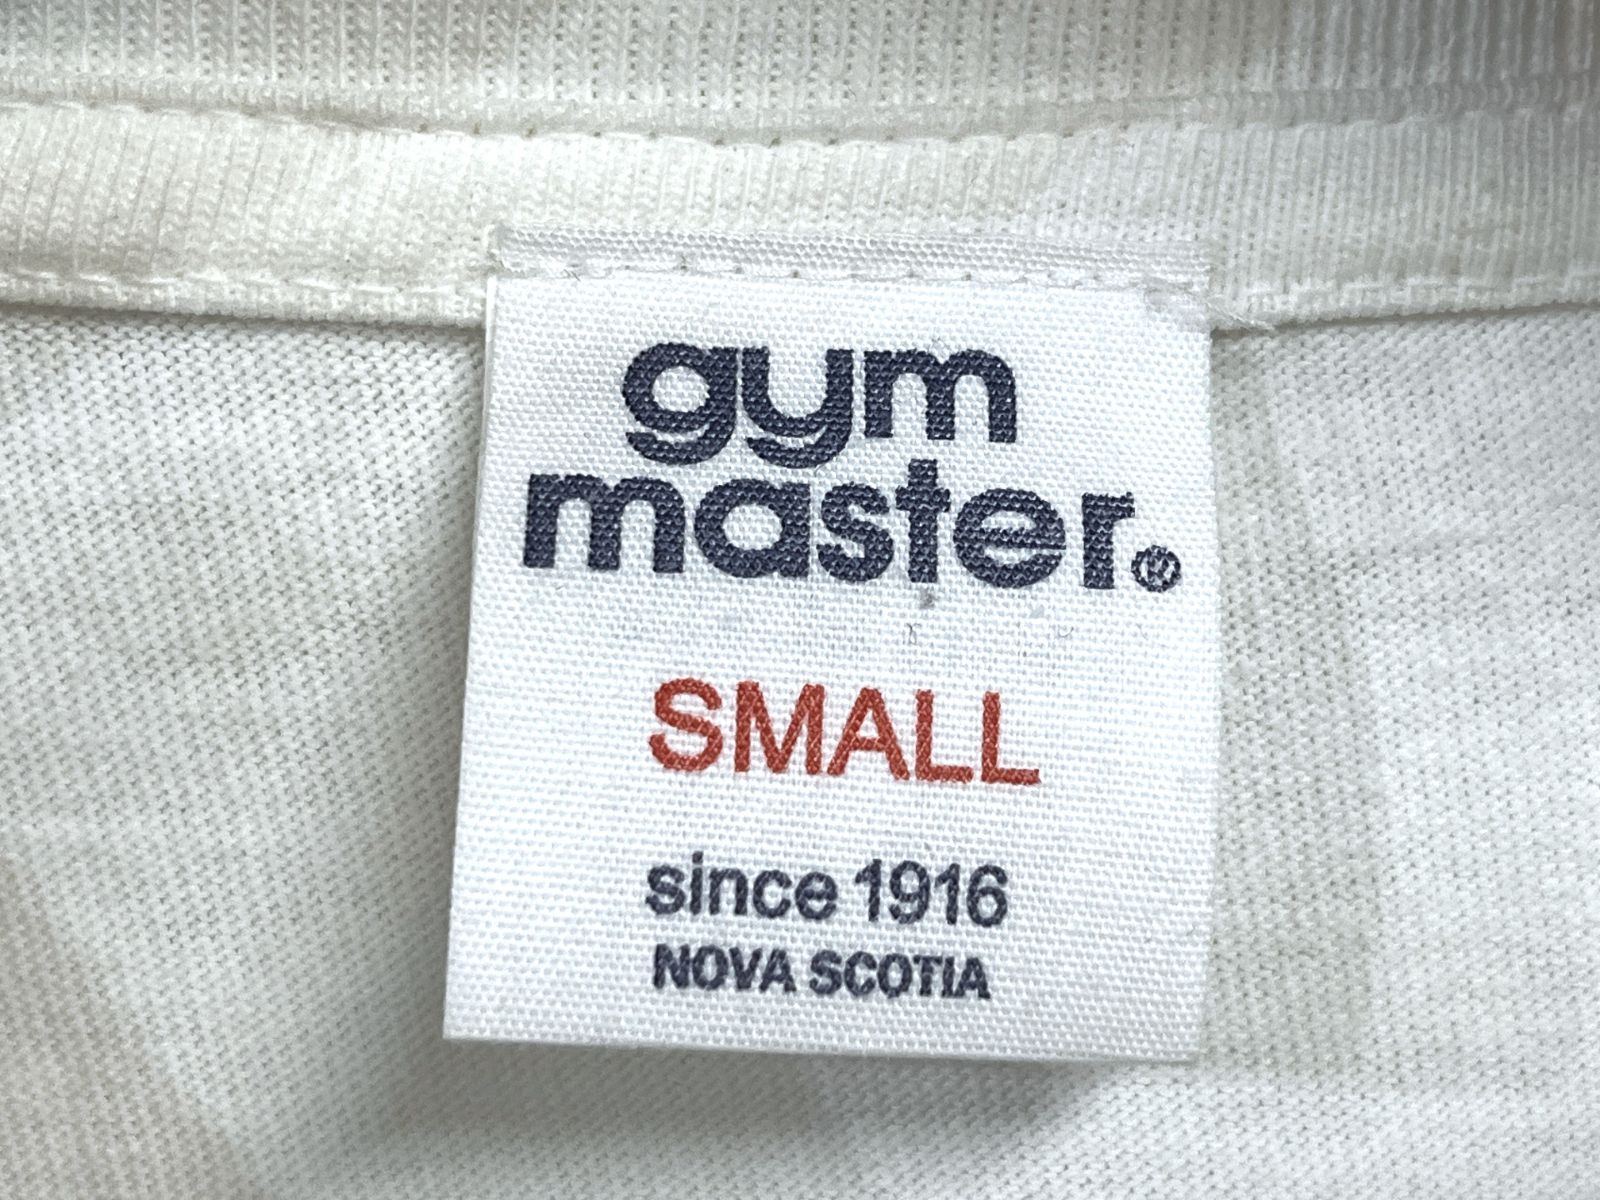 gym
master®
SMALL
since 1916
NOVA SCOTIA